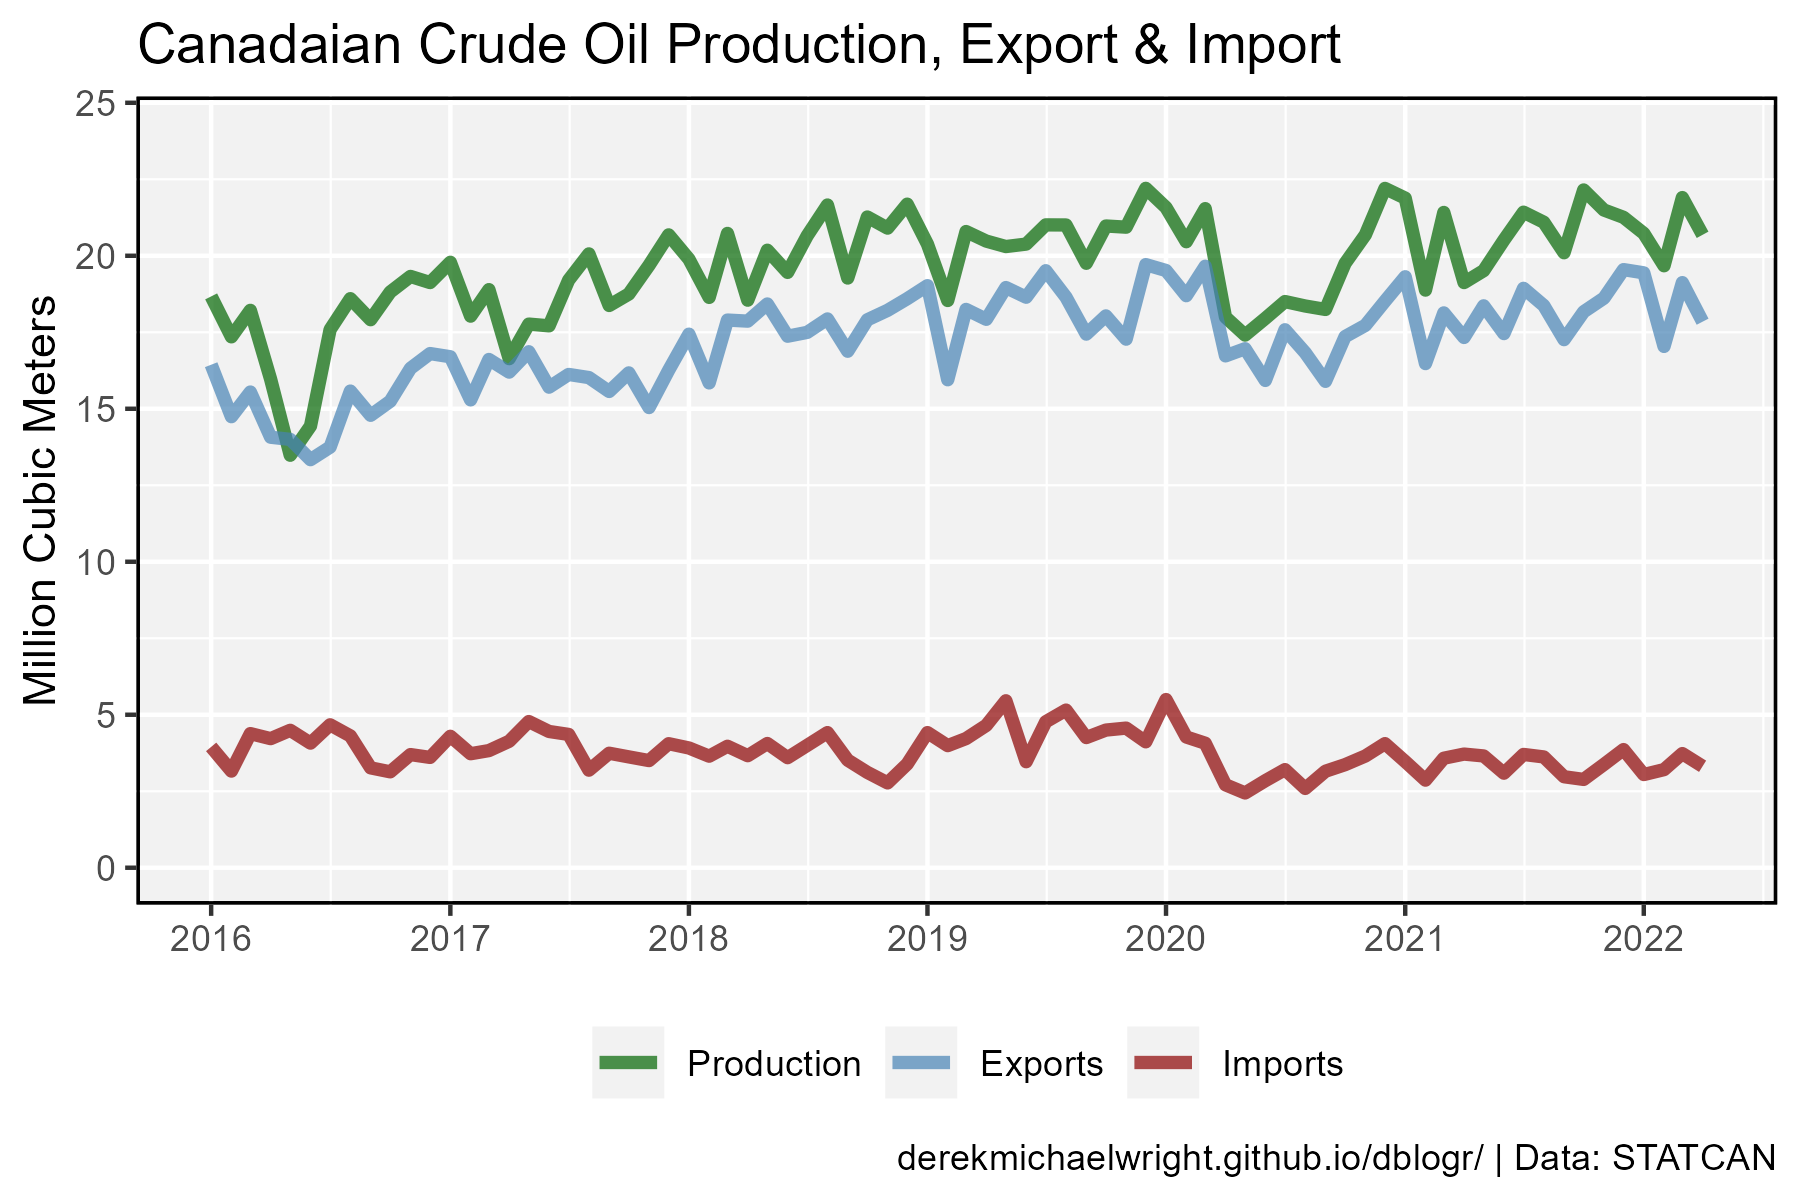 Canadaian Crude Oil Production, Export & Import
Million Cubic Meters
25
20
15
10
5
0
2016 2017 2018 2019 2020 2021 2022
Production Exports Imports
derekmichaelwright.github.io/dblogr/ | Data: STATCAN